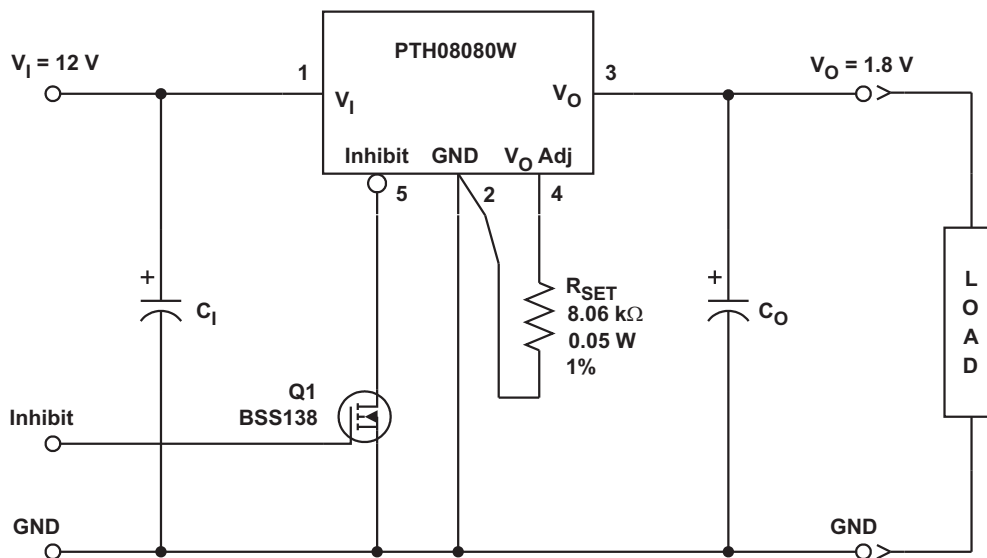 PTH08080W
V_I = 12 V
1
V_I
V_O
3
V_O = 1.8 V
Inhibit
GND
V_O Adj
5
2
4
+
C_I
R_SET
8.06 kΩ
0.05 W
1%
+
C_O
L
O
A
D
Q1
BSS138
Inhibit
GND
GND